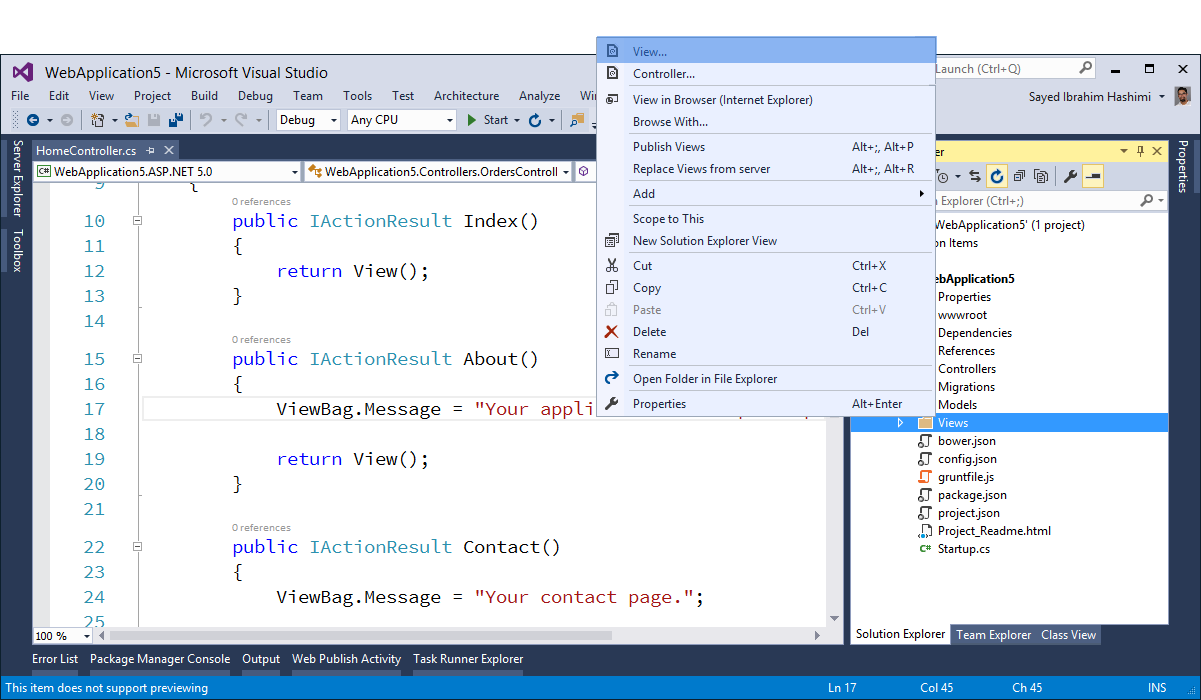 WebApplication5 - Microsoft Visual Studio
Launch (Ctrl+Q)
File Edit View Project Build Debug Team Tools Test Architecture Analyze Wi
Sayed Ibrahim Hashimi
Debug Any CPU Start
Server Explorer
Toolbox
HomeController.cs
WebApplication5.ASP.NET 5.0 WebApplication5.Controllers.OrdersControll
9 {
0 references
10 public IActionResult Index()
11 {
12 return View();
13 }
14
0 references
15 public IActionResult About()
16 {
17 ViewBag.Message = "Your appli
18
19 return View();
20 }
21
0 references
22 public IActionResult Contact()
23 {
24 ViewBag.Message = "Your contact page.";
25
100 %
View...
Controller...
View in Browser (Internet Explorer)
Browse With...
Publish Views Alt+;, Alt+P
Replace Views from server Alt+;, Alt+R
Add
Scope to This
New Solution Explorer View
Cut Ctrl+X
Copy Ctrl+C
Paste Ctrl+V
Delete Del
Rename
Open Folder in File Explorer
Properties Alt+Enter
er
Explorer (Ctrl+;)
WebApplication5' (1 project)
on Items
ebApplication5
Properties
wwwroot
Dependencies
References
Controllers
Migrations
Models
Views
bower.json
config.json
gruntfile.js
package.json
project.json
Project_Readme.html
C# Startup.cs
Properties
Solution Explorer Team Explorer Class View
Error List Package Manager Console Output Web Publish Activity Task Runner Explorer
This item does not support previewing Ln 17 Col 45 Ch 45 INS